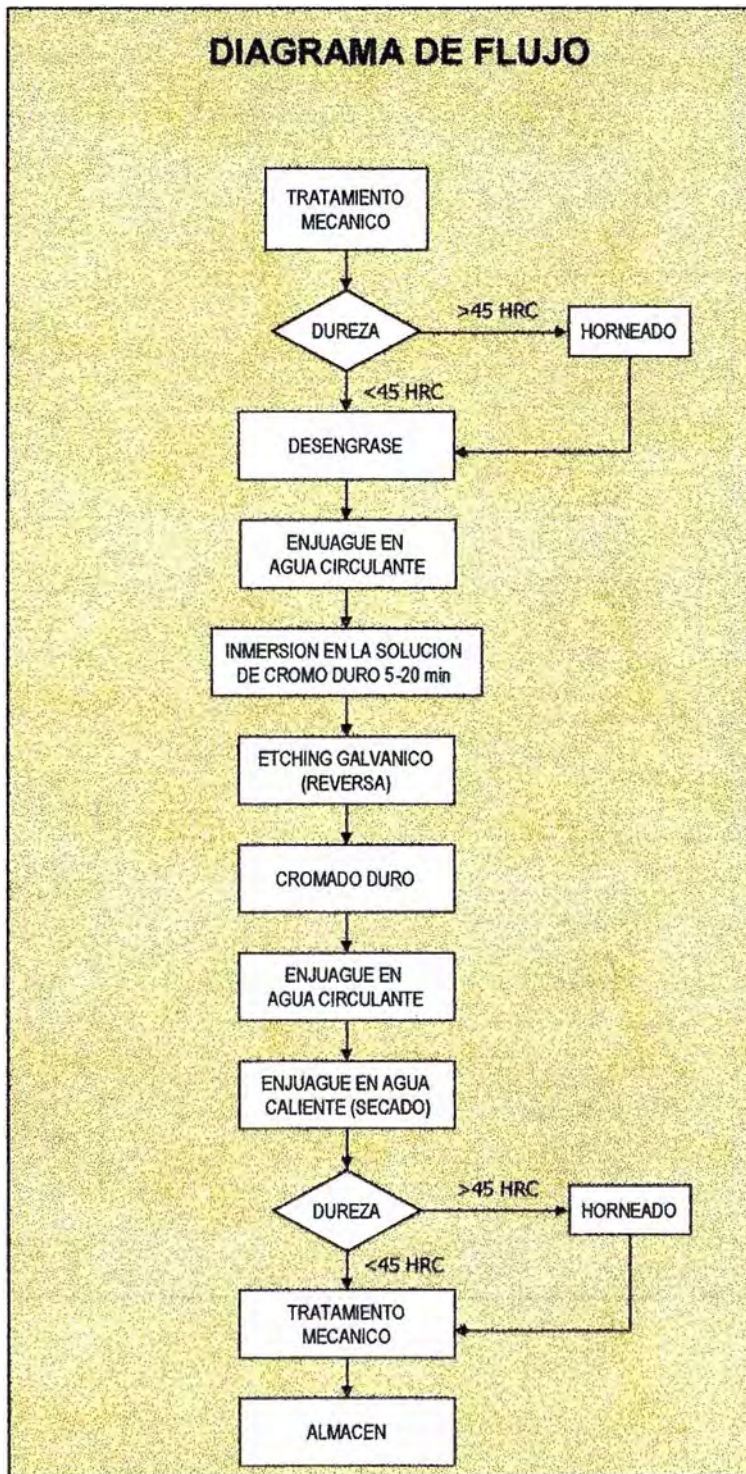 DIAGRAMA DE FLUJO
TRATAMIENTO
MECANICO
DUREZA
>45 HRC
HORNEADO
<45 HRC
DESENGRASE
ENJUAGUE EN
AGUA CIRCULANTE
INMERSION EN LA SOLUCION
DE CROMO DURO 5-20 min
ETCHING GALVANICO
(REVERSA)
CROMADO DURO
ENJUAGUE EN
AGUA CIRCULANTE
ENJUAGUE EN AGUA
CALIENTE (SECADO)
DUREZA
>45 HRC
HORNEADO
<45 HRC
TRATAMIENTO
MECANICO
ALMACEN